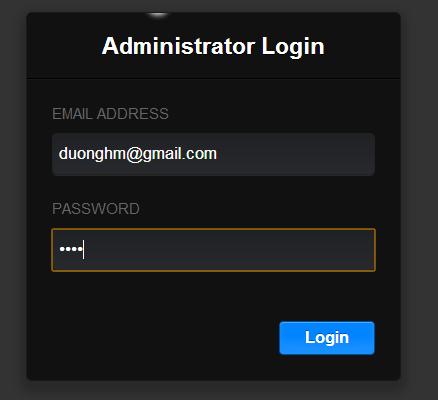 Administrator Login
EMAIL ADDRESS
duonghm@gmail.com
PASSWORD
••••
Login